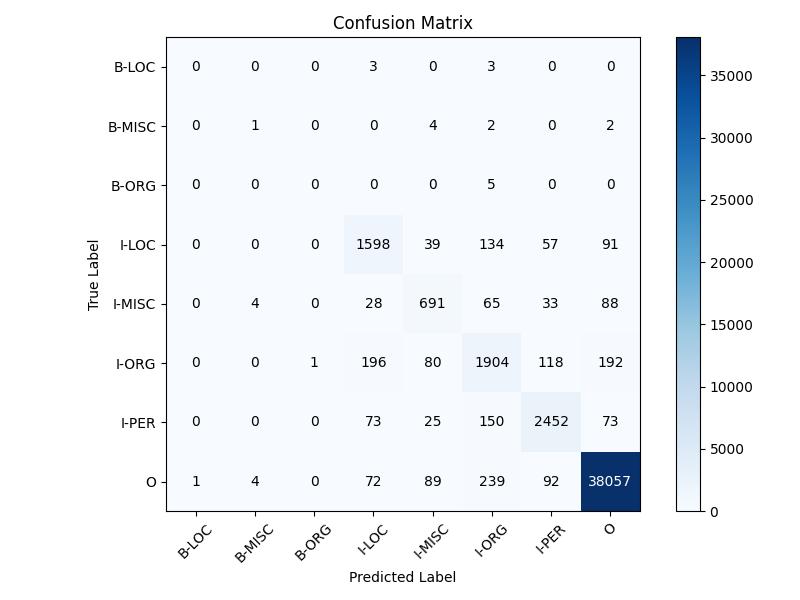 Confusion Matrix
B-LOC 0 0 0 3 0 3 0 0
B-MISC 0 1 0 0 4 2 0 2
B-ORG 0 0 0 0 0 5 0 0
I-LOC 0 0 0 1598 39 134 57 91
I-MISC 0 4 0 28 691 65 33 88
I-ORG 0 0 1 196 80 1904 118 192
I-PER 0 0 0 73 25 150 2452 73
O 1 4 0 72 89 239 92 38057
B-LOC B-MISC B-ORG I-LOC I-MISC I-ORG I-PER O
Predicted Label
True Label
35000
30000
25000
20000
15000
10000
5000
0